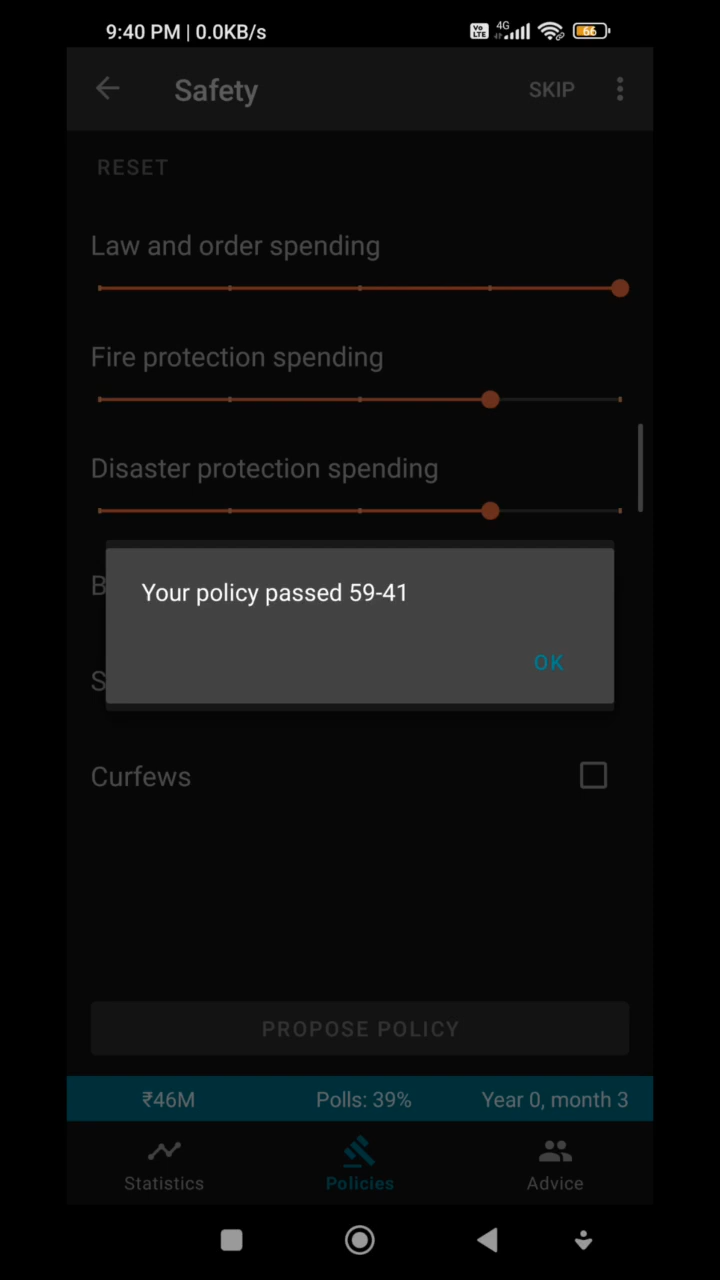 9:40 PM | 0.0KB/s
Vo LTE 4G 66
Safety SKIP
RESET
Law and order spending
Fire protection spending
Disaster protection spending
B
Your policy passed 59-41
OK
S
Curfews
PROPOSE POLICY
₹46M Polls: 39% Year 0, month 3
Statistics Policies Advice